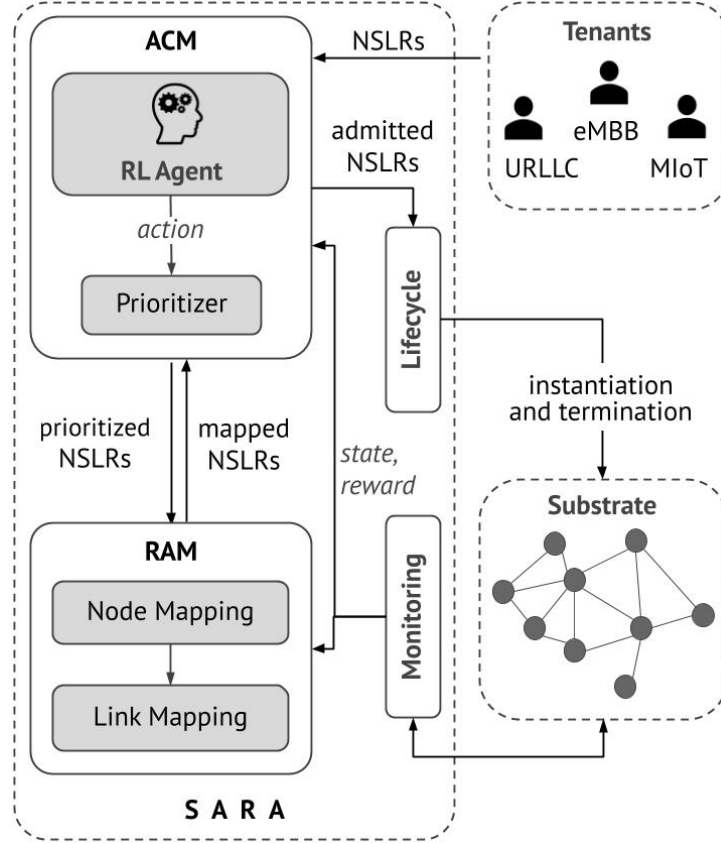 ACM
RL Agent
action
Prioritizer
NSLRs
Tenants
URLLC
eMBB
MIoT
admitted
NSLRs
Lifecycle
instantiation
and termination
prioritized
NSLRs
mapped
NSLRs
state,
reward
RAM
Node Mapping
Link Mapping
Monitoring
Substrate
S A R A